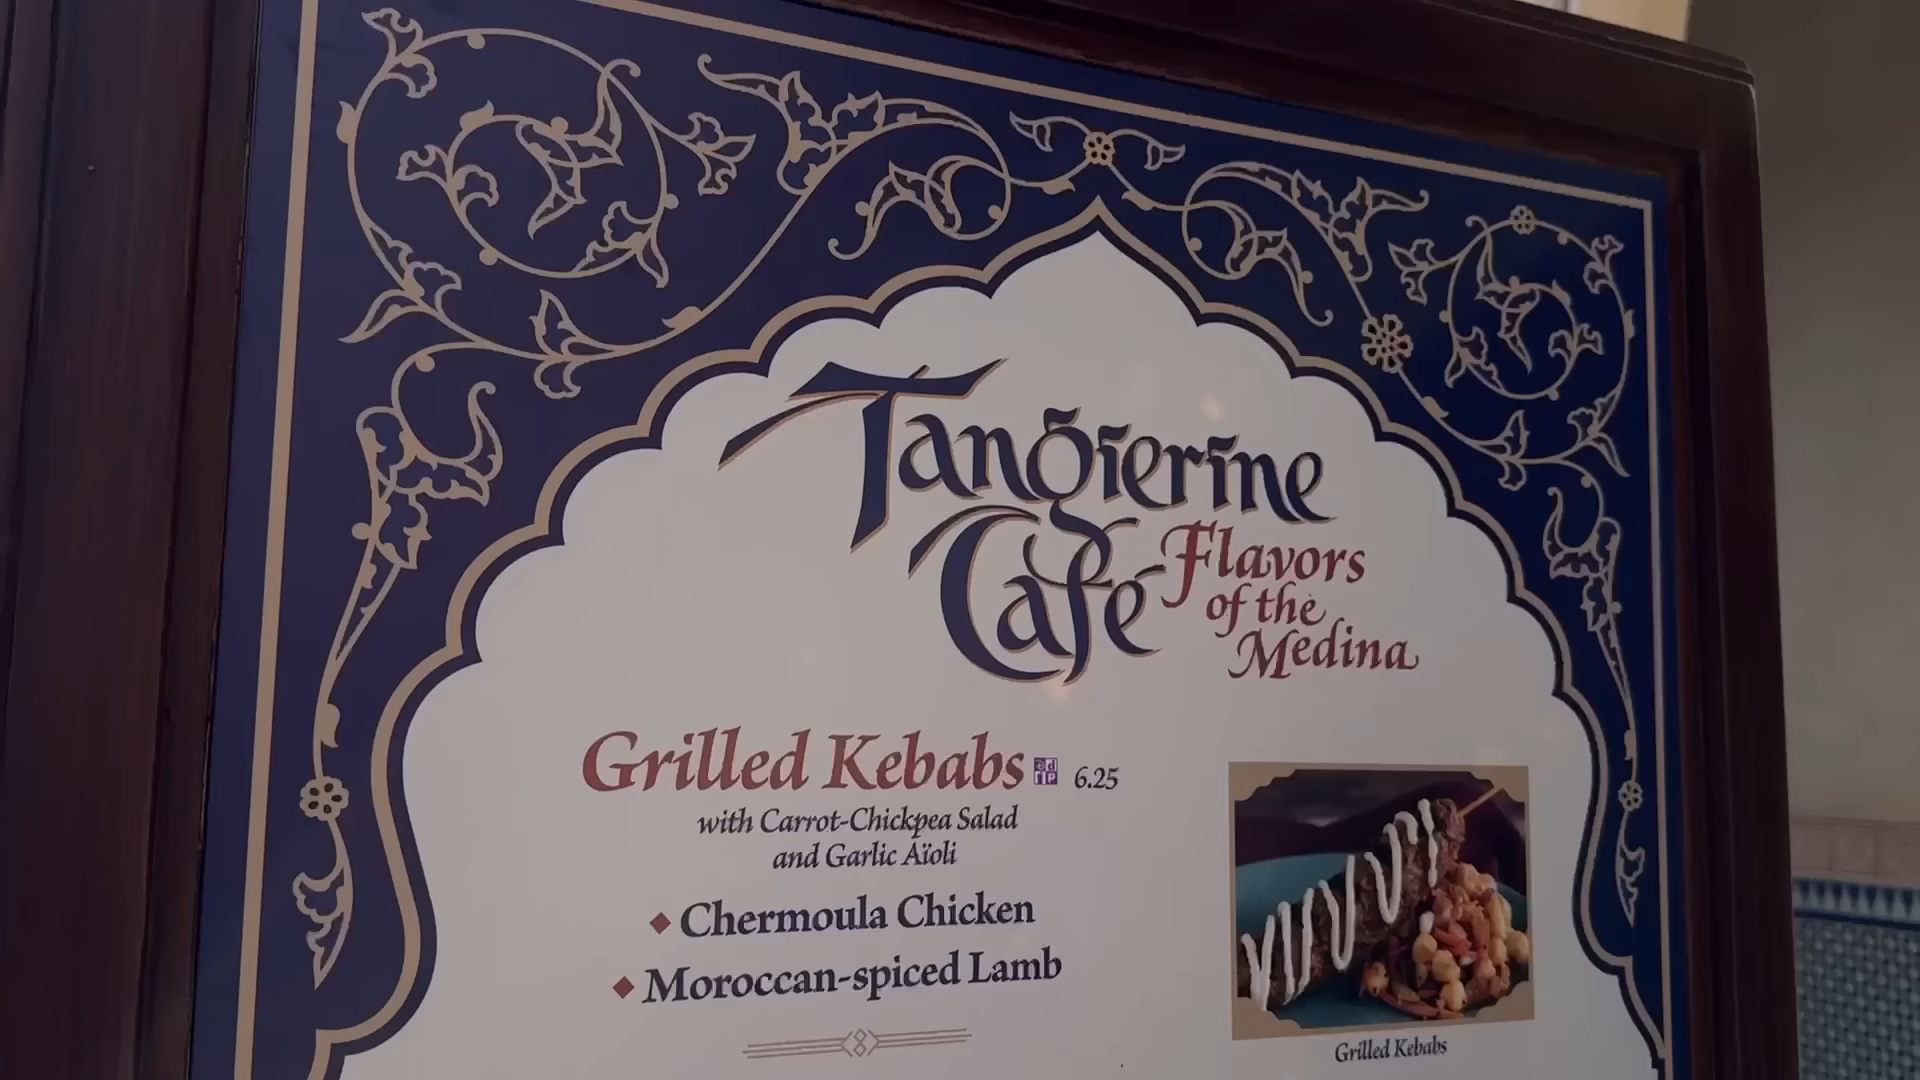 Tangierine
Café
Flavors
of the
Medina
Grilled Kebabs 6.25
with Carrot-Chickpea Salad
and Garlic Aïoli
Chermoula Chicken
Moroccan-spiced Lamb
Grilled Kebabs